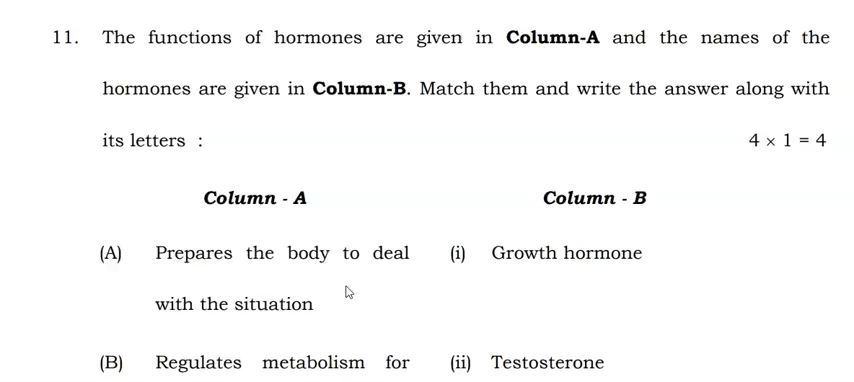 11. The functions of hormones are given in Column-A and the names of the
hormones are given in Column-B. Match them and write the answer along with
its letters : 4 × 1 = 4
Column - A Column - B
(A) Prepares the body to deal (i) Growth hormone
with the situation
(B) Regulates metabolism for (ii) Testosterone